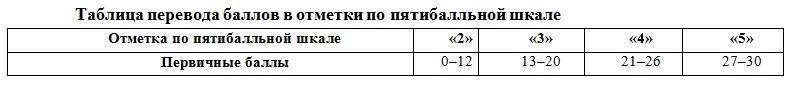 Таблица перевода баллов в отметки по пятибалльной шкале
Отметка по пятибалльной шкале «2» «3» «4» «5»
Первичные баллы 0–12 13–20 21–26 27–30